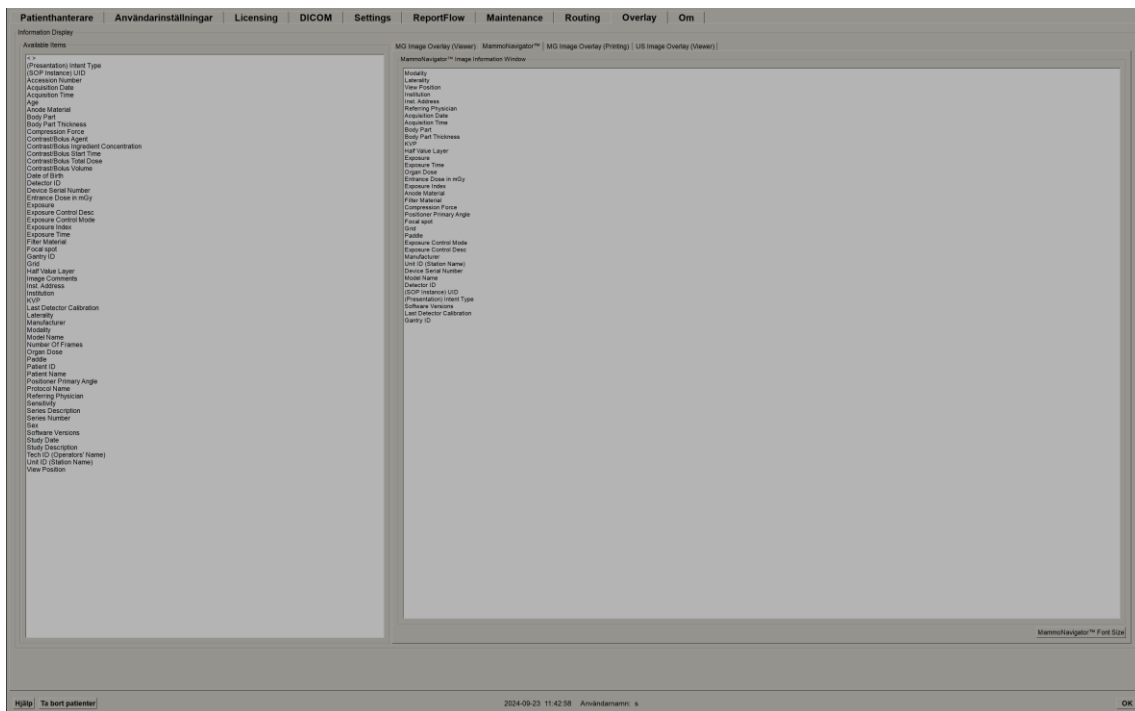 Patienthanterare Användarinställningar Licensing DICOM Settings ReportFlow Maintenance Routing Overlay Om
Information Display
Available Items
< >
(Presentation) Intent Type
(SOP Instance) UID
Accession Number
Acquisition Date
Acquisition Time
Age
Anode Material
Body Part
Body Part Thickness
Compression Force
Contrast/Bolus Agent
Contrast/Bolus Ingredient Concentration
Contrast/Bolus Start Time
Contrast/Bolus Total Dose
Contrast/Bolus Volume
Date of Birth
Detector ID
Device Serial Number
Entrance Dose in mGy
Exposure
Exposure Control Desc
Exposure Control Mode
Exposure Index
Exposure Time
Filter Material
Focal spot
Gantry ID
Grid
Half Value Layer
Image Comments
Inst. Address
Institution
KVP
Last Detector Calibration
Laterality
Manufacturer
Modality
Model Name
Number Of Frames
Organ Dose
Paddle
Patient ID
Patient Name
Positioner Primary Angle
Protocol Name
Referring Physician
Sensitivity
Series Description
Series Number
Sex
Software Versions
Study Date
Study Description
Tech ID (Operators' Name)
Unit ID (Station Name)
View Position
MG Image Overlay (Viewer) MammoNavigator™ MG Image Overlay (Printing) US Image Overlay (Viewer)
MammoNavigator™ Image Information Window
Modality
Laterality
View Position
Institution
Inst. Address
Referring Physician
Acquisition Date
Acquisition Time
Body Part
Body Part Thickness
KVP
Half Value Layer
Exposure
Exposure Time
Organ Dose
Entrance Dose in mGy
Exposure Index
Anode Material
Filter Material
Compression Force
Positioner Primary Angle
Focal spot
Grid
Paddle
Exposure Control Mode
Exposure Control Desc
Manufacturer
Unit ID (Station Name)
Device Serial Number
Model Name
Detector ID
(SOP Instance) UID
(Presentation) Intent Type
Software Versions
Last Detector Calibration
Gantry ID
MammoNavigator™ Font Size
Hjälp Ta bort patienter 2024-09-23 11:42:58 Användarnamn: s OK